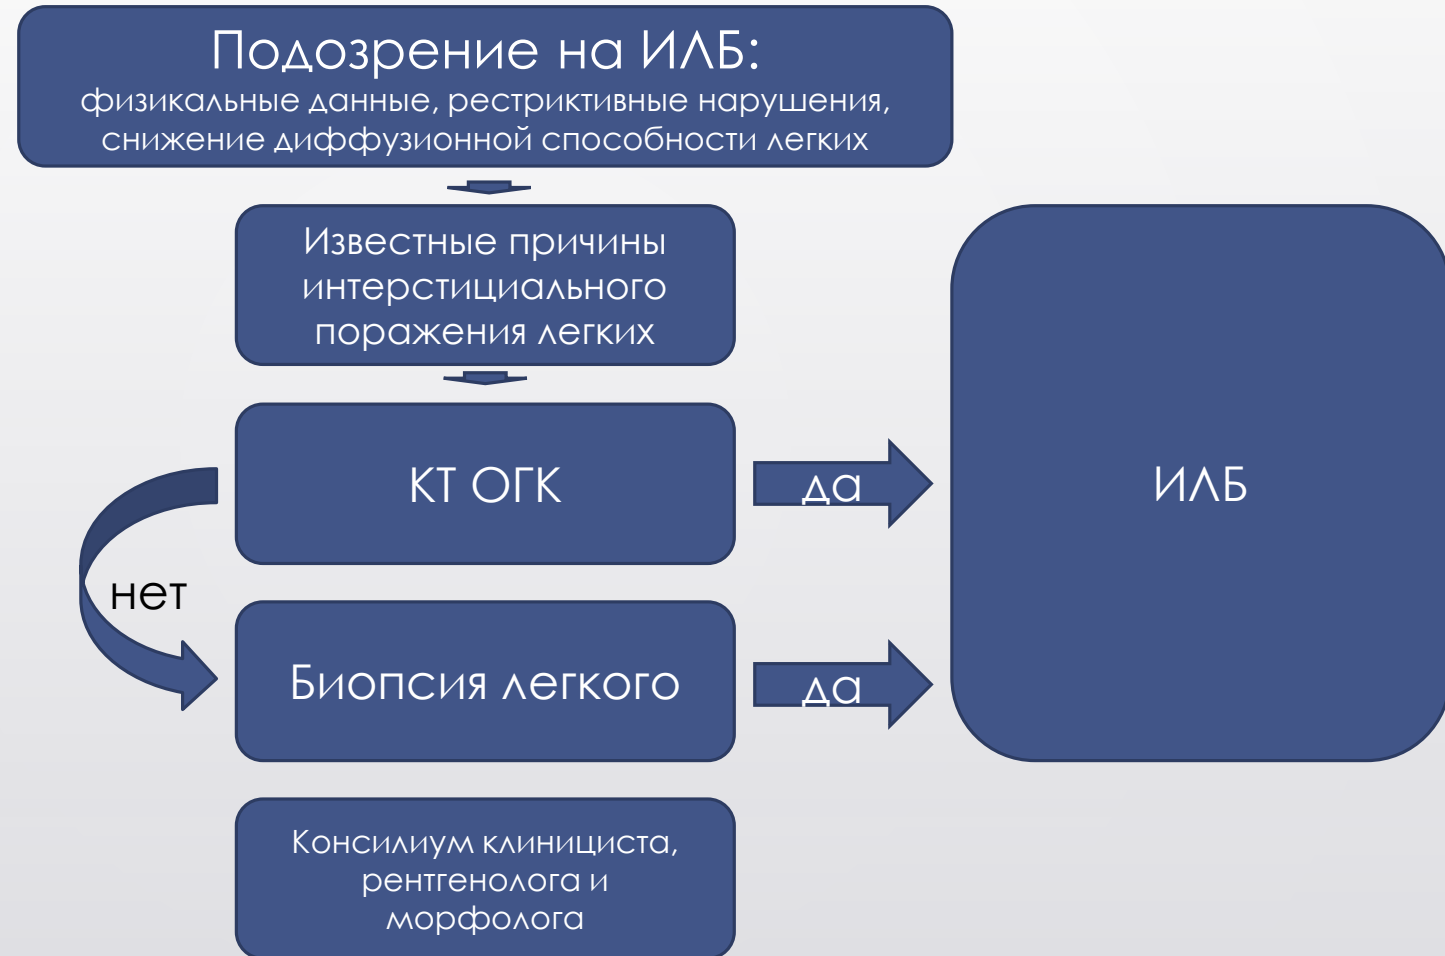 Подозрение на ИЛБ:
физикальные данные, рестриктивные нарушения,
снижение диффузионной способности легких
Известные причины
интерстициального
поражения легких
КТ ОГК
да
ИЛБ
нет
Биопсия легкого
да
Консилиум клинициста,
рентгенолога и
морфолога